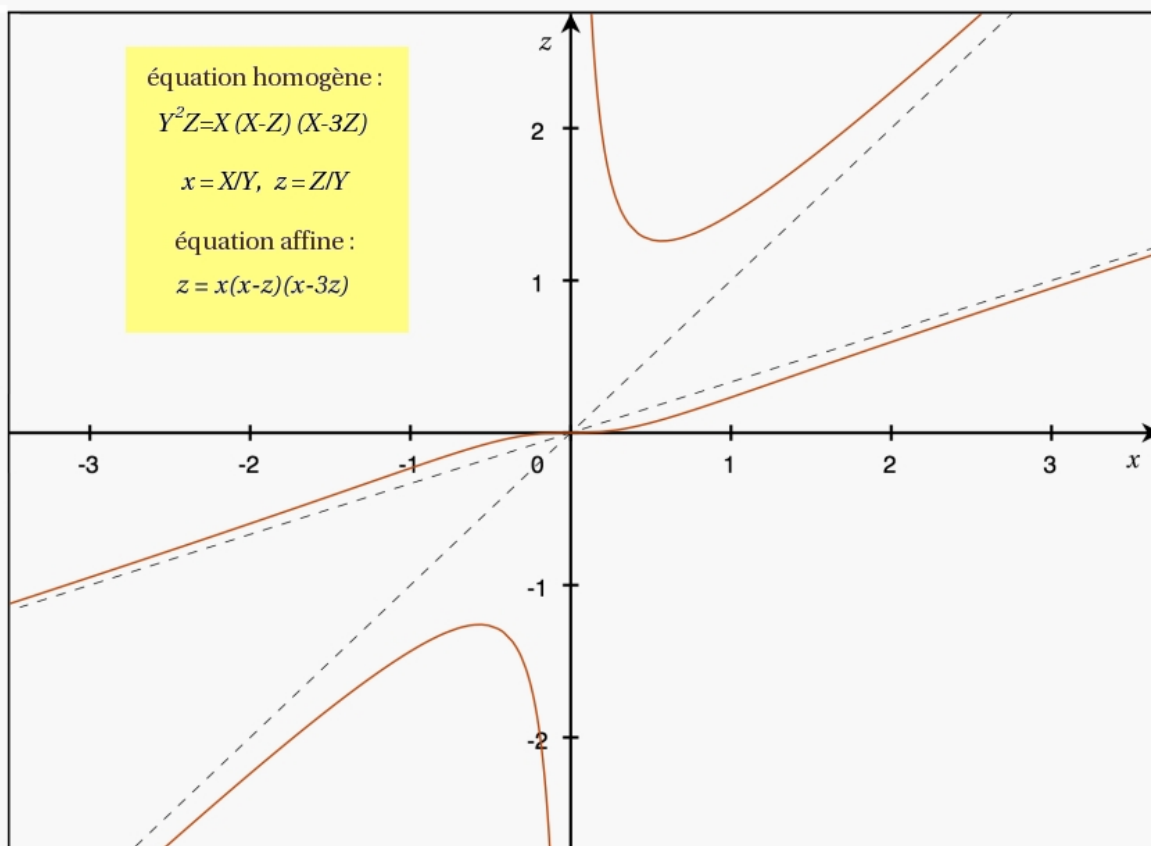 z
équation homogène :
Y²Z=X (X-Z) (X-3Z)
x = X/Y, z = Z/Y
équation affine :
z = x(x-z)(x-3z)
2
1
-3 -2 -1 0 1 2 3 x
-1
-2